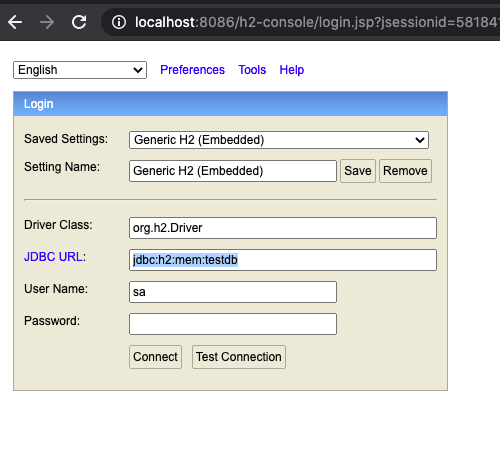 localhost:8086/h2-console/login.jsp?jsessionid=58184
English Preferences Tools Help
Login
Saved Settings: Generic H2 (Embedded)
Setting Name: Generic H2 (Embedded) Save Remove
Driver Class: org.h2.Driver
JDBC URL: jdbc:h2:mem:testdb
User Name: sa
Password:
Connect Test Connection